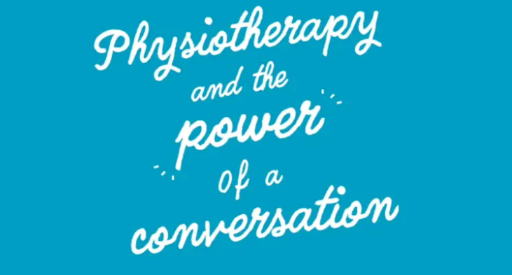 Physiotherapy
and the
power
of a
conversation